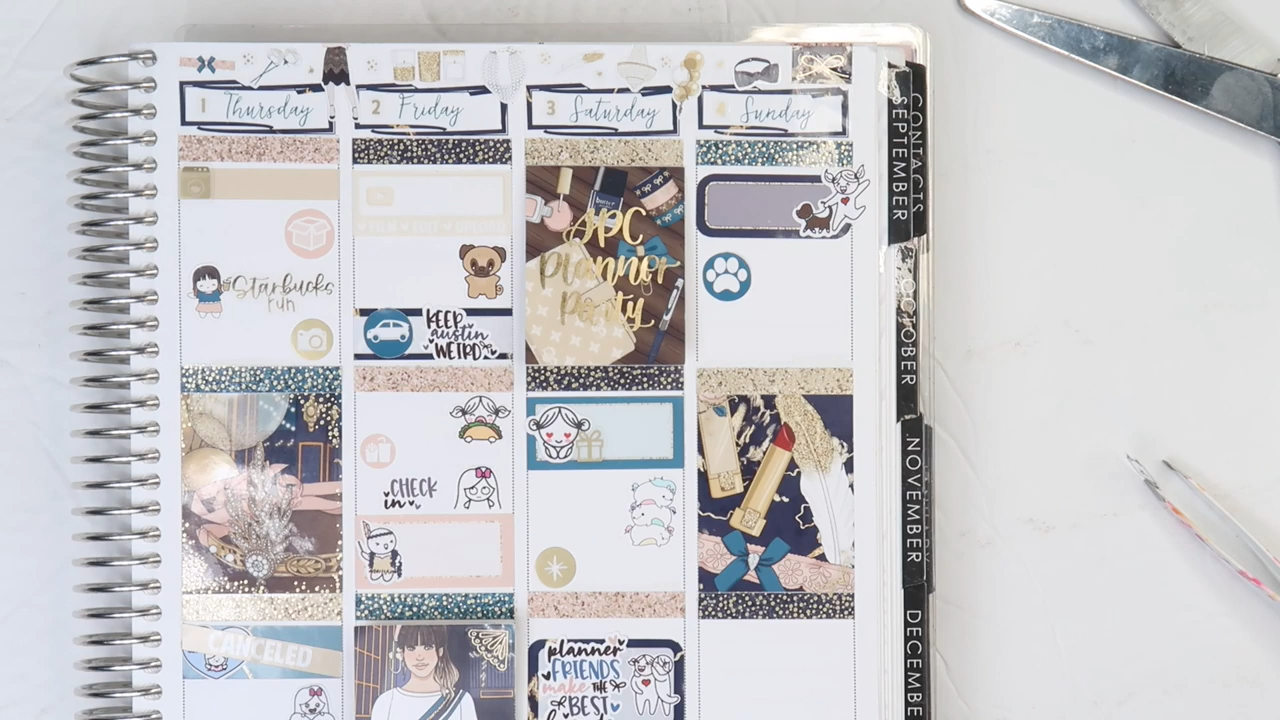 1 Thursday
2 Friday
3 Saturday
4 Sunday
Starbucks
run
KEEP
austin
WEIRD
APC
planner
Party
CHECK
in
CANCELED
planner
FRIENDS
make THE
BEST
CONTACTS
SEPTEMBER
OCTOBER
NOVEMBER
DECEMBE